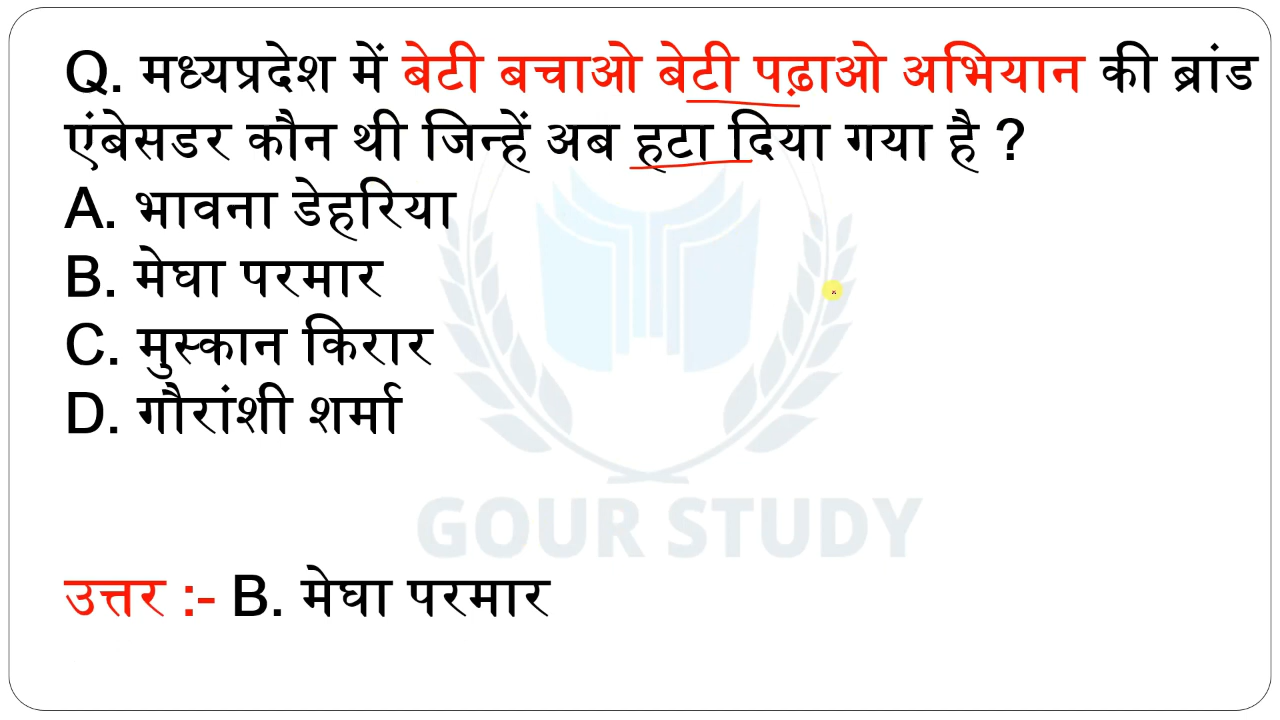 Q. मध्यप्रदेश में बेटी बचाओ बेटी पढ़ाओ अभियान की ब्रांड
एंबेसडर कौन थी जिन्हें अब हटा दिया गया है ?
A. भावना डेहरिया
B. मेघा परमार
C. मुस्कान किरार
D. गौरांशी शर्मा
GOUR STUDY
उत्तर :- B. मेघा परमार